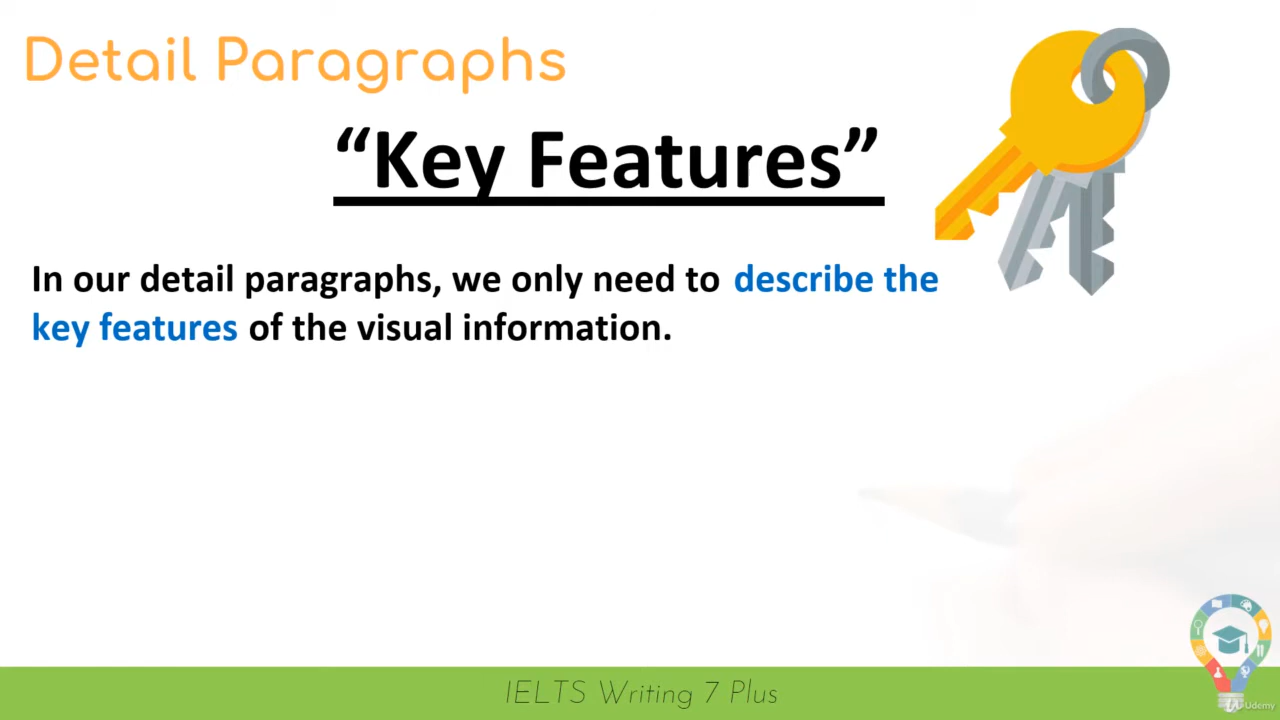 Detail Paragraphs
“Key Features”
In our detail paragraphs, we only need to describe the
key features of the visual information.
IELTS Writing 7 Plus
Udemy